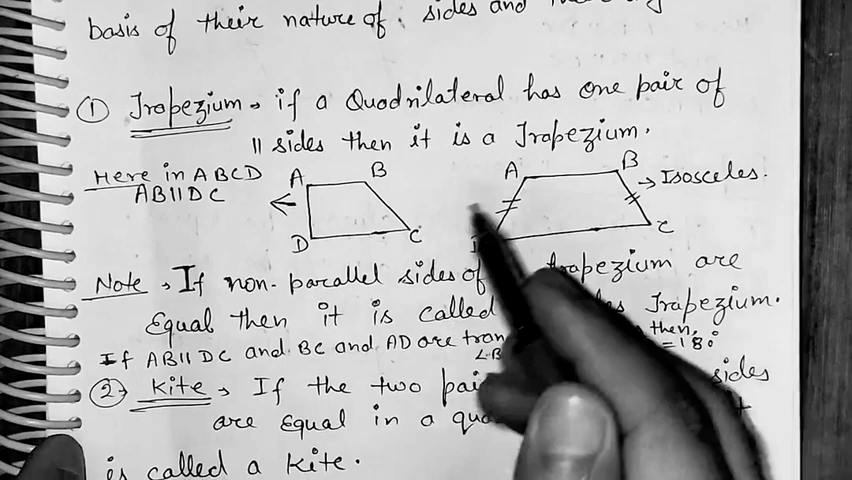 basis of their nature of sides and
① Trapezium → if a Quadrilateral has one pair of
|| sides then it is a Trapezium.
Here in ABCD
AB||DC
A B
D C
A B
C
→ Isosceles.
Note → If non-parallel sides of trapezium are
Equal then it is called Trapezium.
If AB||DC and BC and AD are then,
∠B =180°
② Kite → If the two sides
are Equal in a
is called a Kite.